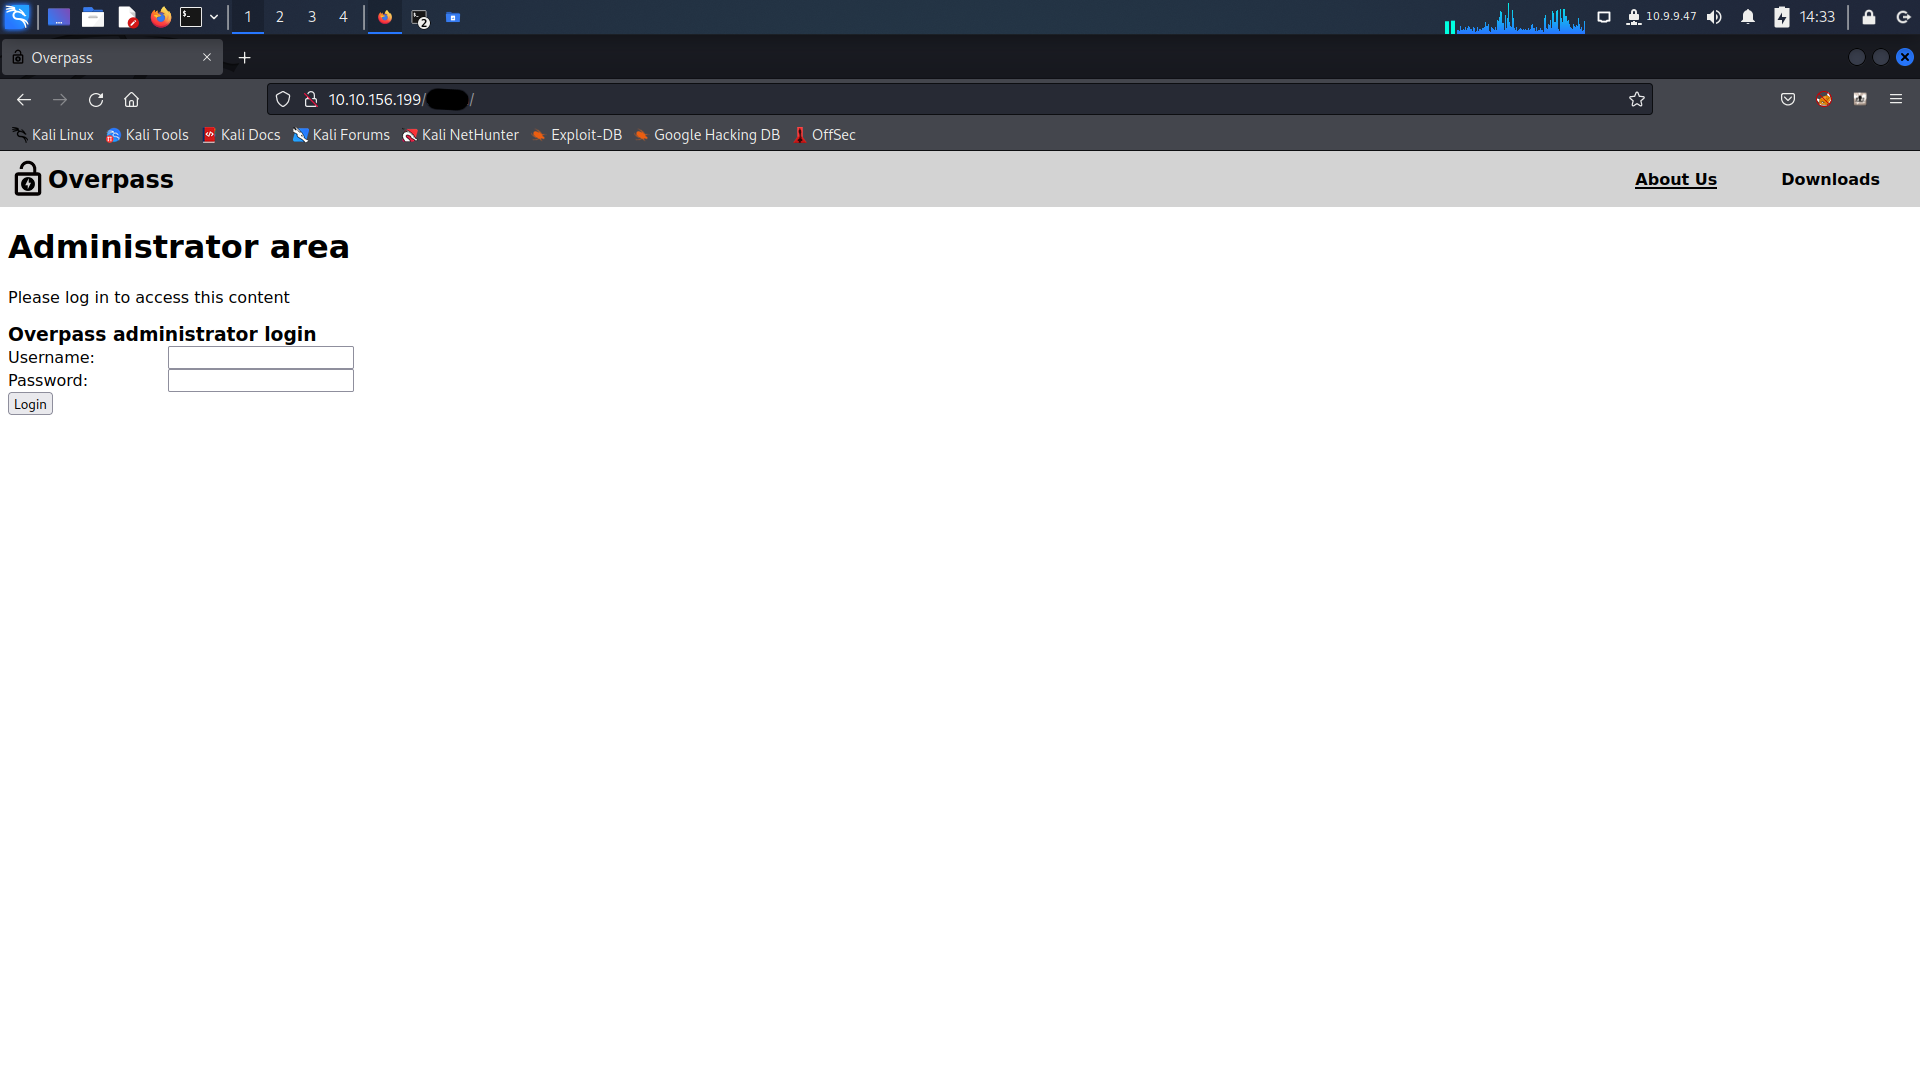 1 2 3 4 2 10.9.9.47 14:33
Overpass
10.10.156.199/ /
Kali Linux Kali Tools Kali Docs Kali Forums Kali NetHunter Exploit-DB Google Hacking DB OffSec
Overpass About Us Downloads
Administrator area
Please log in to access this content
Overpass administrator login
Username:
Password:
Login